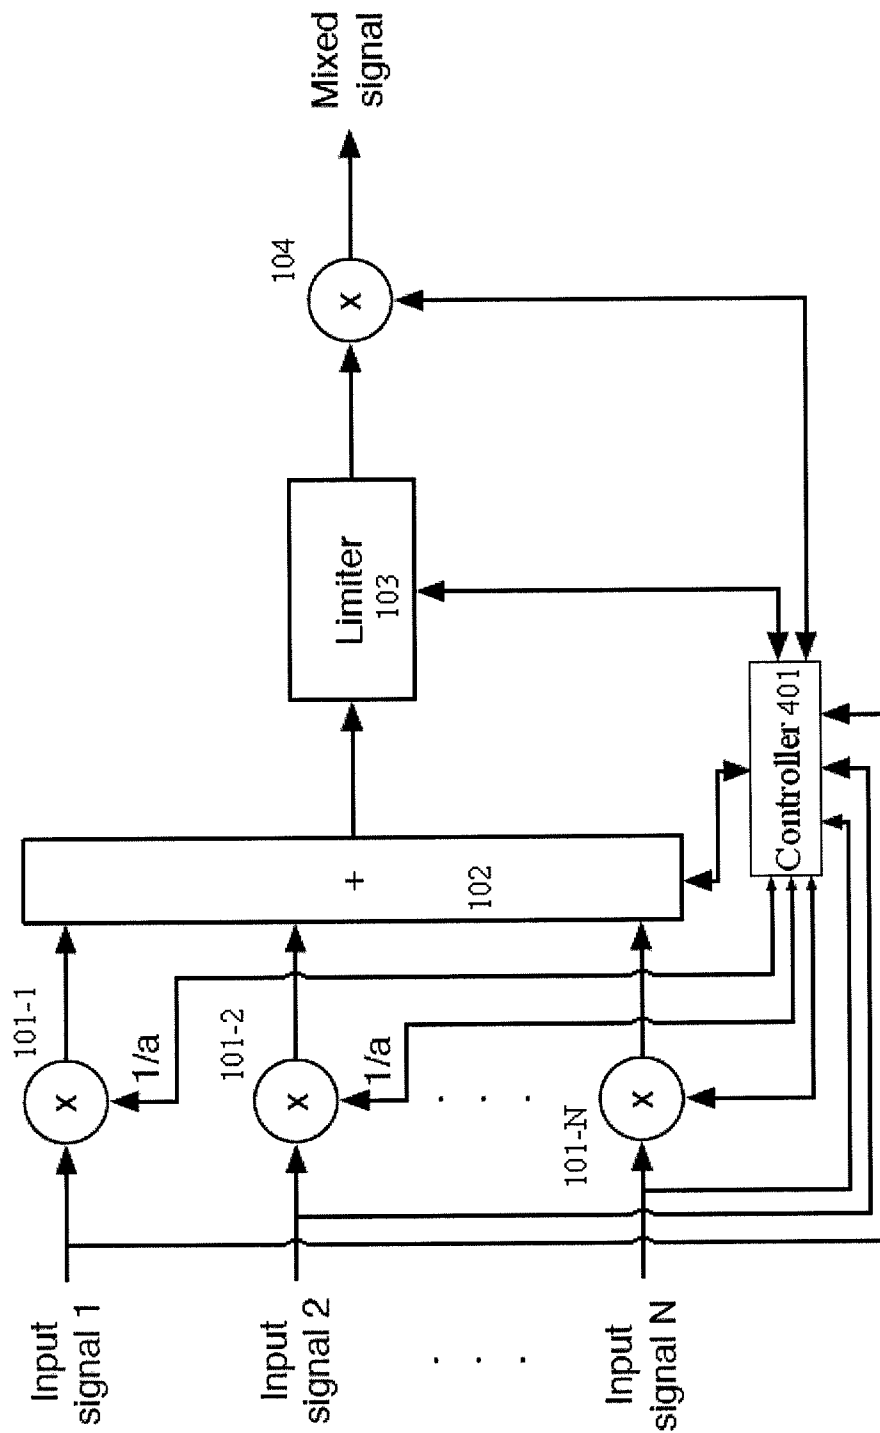 Input
signal 1
Input
signal 2
. . .
Input
signal N
x
101-1
1/a
x
101-2
1/a
. . .
x
101-N
+
102
Limiter
103
Controller 401
x
104
Mixed
signal